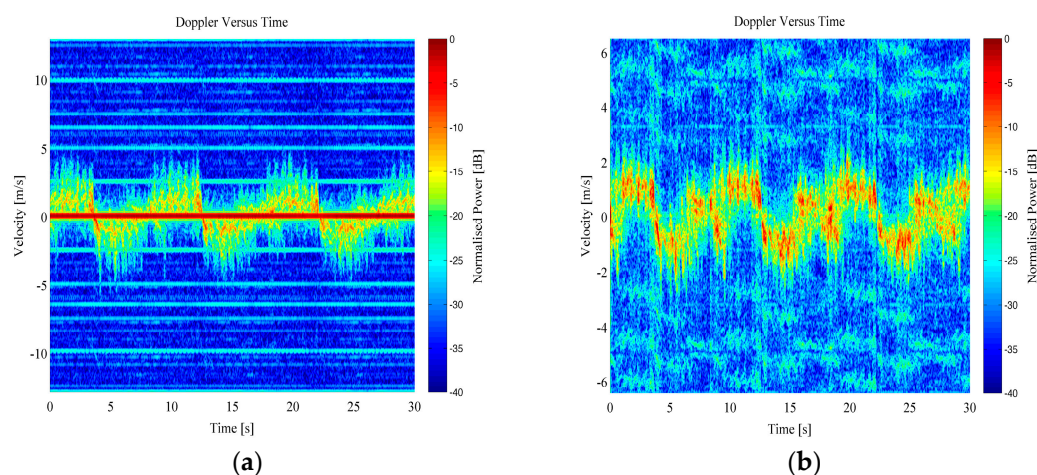 Doppler Versus Time
10
5
0
-5
-10
Velocity [m/s]
0 5 10 15 20 25 30
Time [s]
0
-5
-10
-15
-20
-25
-30
-35
-40
Normalised Power [dB]
(a)
Doppler Versus Time
6
4
2
0
-2
-4
-6
Velocity [m/s]
0 5 10 15 20 25 30
Time [s]
0
-5
-10
-15
-20
-25
-30
-35
-40
Normalised Power [dB]
(b)